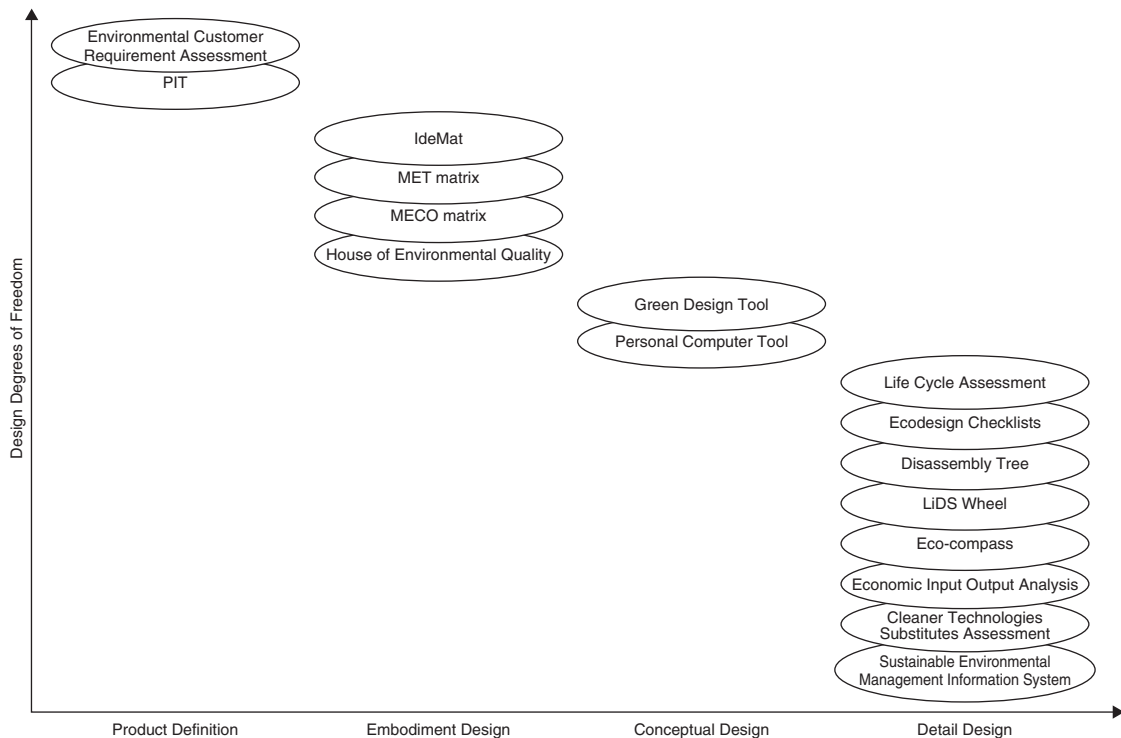 Environmental Customer
Requirement Assessment
PIT
IdeMat
MET matrix
MECO matrix
House of Environmental Quality
Green Design Tool
Personal Computer Tool
Life Cycle Assessment
Ecodesign Checklists
Disassembly Tree
LiDS Wheel
Eco-compass
Economic Input Output Analysis
Cleaner Technologies
Substitutes Assessment
Sustainable Environmental
Management Information System
Design Degrees of Freedom
Product Definition
Embodiment Design
Conceptual Design
Detail Design